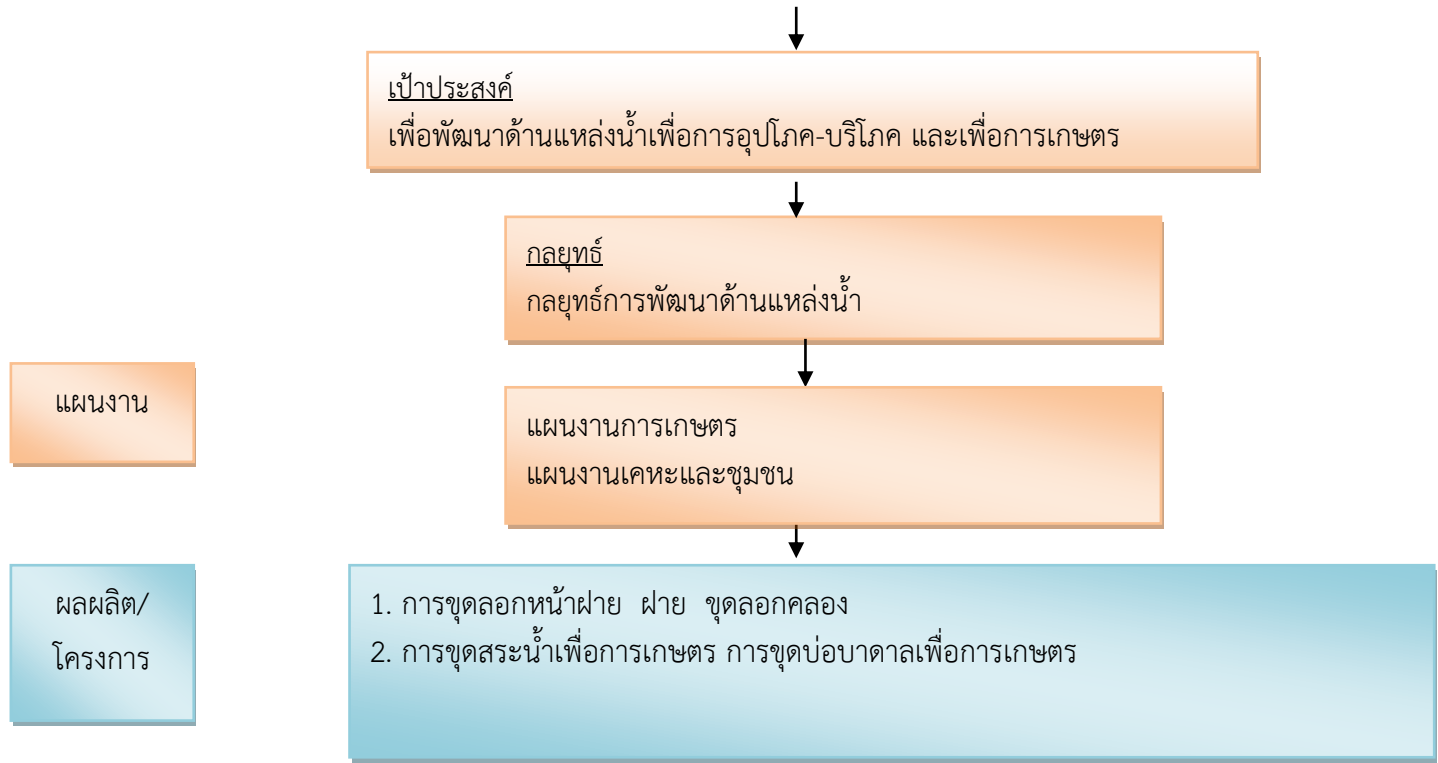 เป้าประสงค์
เพื่อพัฒนาด้านแหล่งน้ำเพื่อการอุปโภค-บริโภค และเพื่อการเกษตร
กลยุทธ์
กลยุทธ์การพัฒนาด้านแหล่งน้ำ
แผนงาน
แผนงานการเกษตร
แผนงานเคหะและชุมชน
ผลผลิต/
โครงการ
1. การขุดลอกหน้าฝาย ฝาย ขุดลอกคลอง
2. การขุดสระน้ำเพื่อการเกษตร การขุดบ่อบาดาลเพื่อการเกษตร